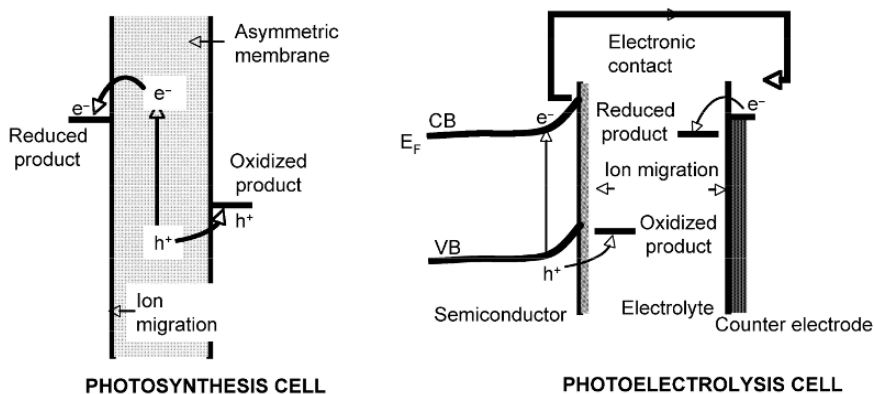 Asymmetric
membrane
e⁻
e⁻
Reduced
product
Oxidized
product
h⁺
h⁺
Ion
migration
PHOTOSYNTHESIS CELL
Electronic
contact
CB
e⁻
E_F
Reduced
product
e⁻
Ion migration
VB
h⁺
Oxidized
product
Semiconductor
Electrolyte
Counter electrode
PHOTOELECTROLYSIS CELL